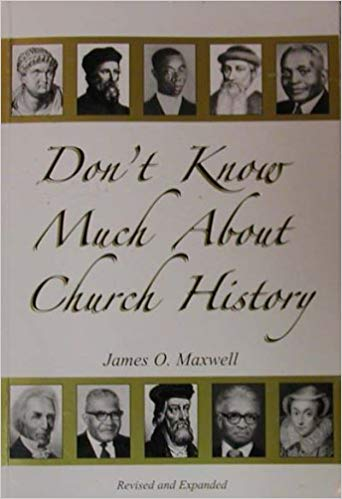 Don't Know
Much About
Church History
James O. Maxwell
Revised and Expanded